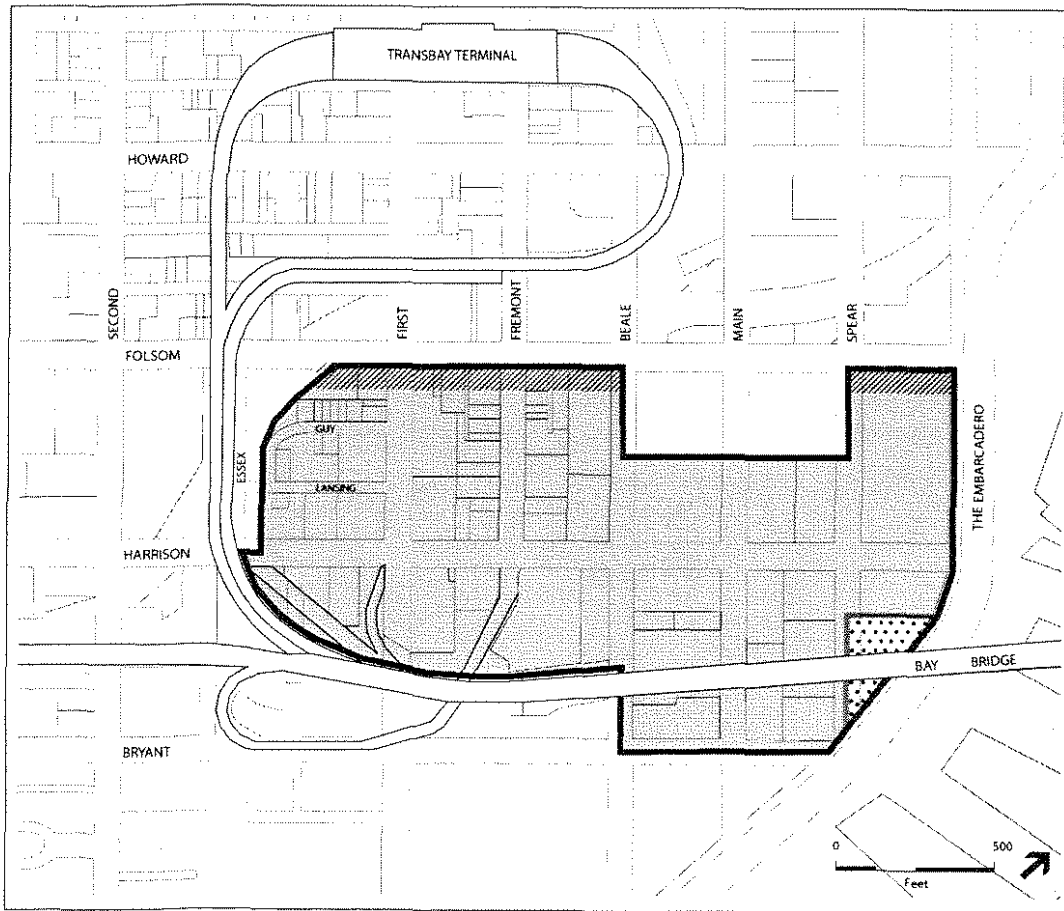 TRANSBAY TERMINAL
HOWARD
SECOND
FIRST
FREMONT
BEALE
MAIN
SPEAR
FOLSOM
GUY
ESSEX
LANSING
THE EMBARCADERO
HARRISON
BAY BRIDGE
BRYANT
0 500
Feet